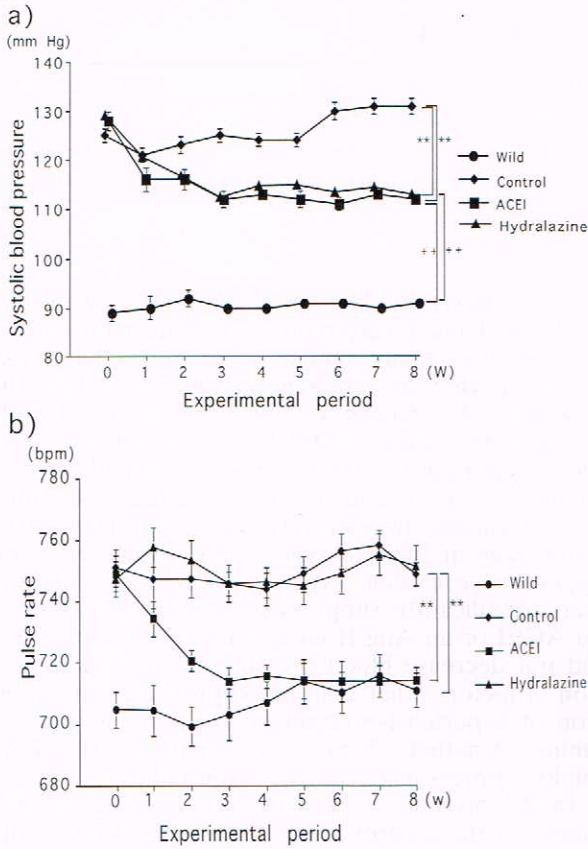 a)
(mm Hg)
140
130
120
110
100
90
80
Systolic blood pressure
** **
++ ++
Wild
Control
ACEI
Hydralazine
0 1 2 3 4 5 6 7 8 (W)
Experimental period
b)
(bpm)
780
760
740
720
700
680
Pulse rate
** **
Wild
Control
ACEI
Hydralazine
0 1 2 3 4 5 6 7 8 (w)
Experimental period